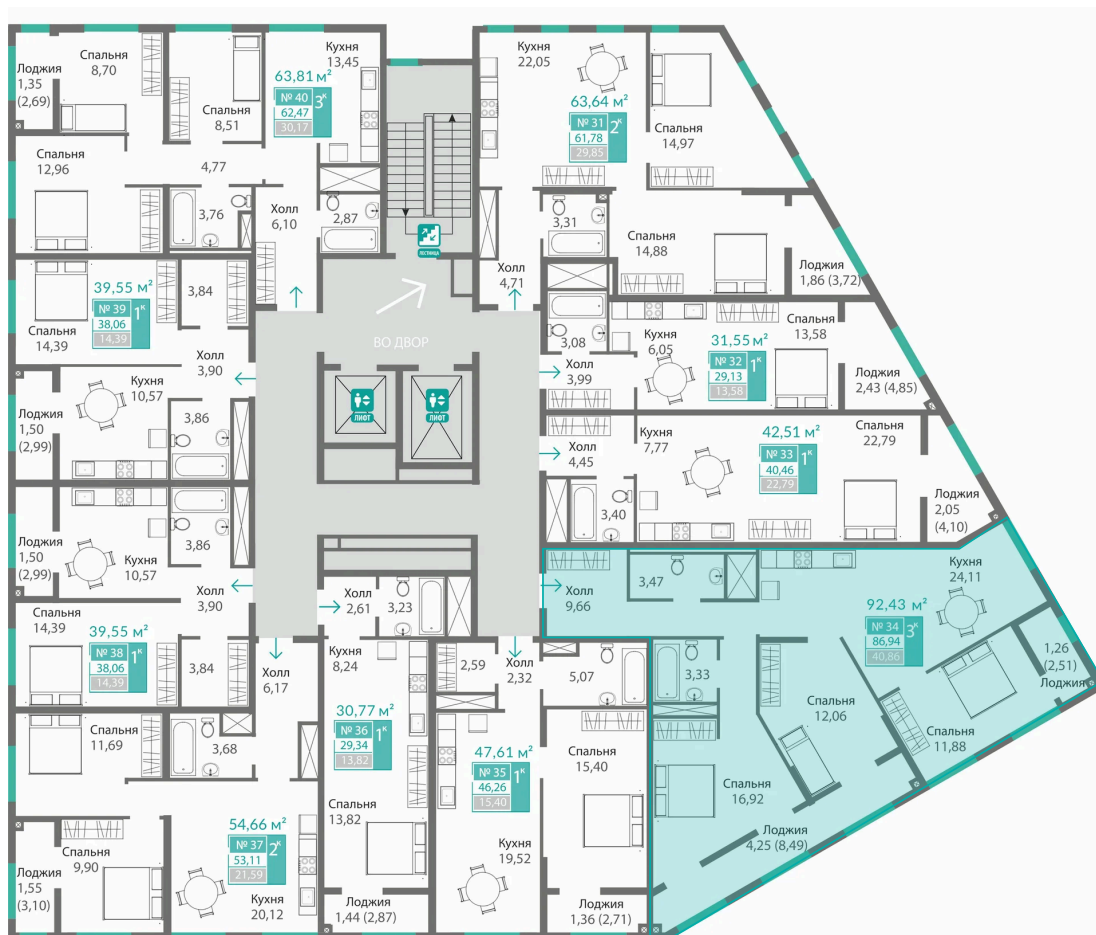 Лоджия
1,35
(2,69)
Спальня
8,70
Спальня
8,51
63,81 м²
№ 40
62,47
30,17
3к
Кухня
13,45
Спальня
12,96
4,77
3,76
Холл
6,10
2,87
ЛЕСТНИЦА
Кухня
22,05
63,64 м²
№ 31
61,78
29,85
2к
Спальня
14,97
3,31
Спальня
14,88
Лоджия
1,86 (3,72)
Холл
4,71
39,55 м²
№ 39
38,06
14,39
1к
3,84
Спальня
14,39
Холл
3,90
Лоджия
1,50
(2,99)
Кухня
10,57
3,86
ВО ДВОР
ЛИФТ
ЛИФТ
3,08
Холл
3,99
Кухня
6,05
31,55 м²
№ 32
29,13
13,58
1к
Спальня
13,58
Лоджия
2,43 (4,85)
Холл
4,45
Кухня
7,77
42,51 м²
№ 33
40,46
22,79
1к
Спальня
22,79
3,40
Лоджия
2,05
(4,10)
Лоджия
1,50
(2,99)
Кухня
10,57
3,86
Холл
3,90
Спальня
14,39
39,55 м²
№ 38
38,06
14,39
1к
3,84
Холл
2,61
3,23
Холл
9,66
3,47
Кухня
24,11
92,43 м²
№ 34
86,94
40,86
3к
1,26
(2,51)
Лоджия
3,33
Спальня
12,06
Спальня
11,88
Спальня
16,92
Лоджия
4,25 (8,49)
Холл
6,17
Кухня
8,24
2,59
Холл
2,32
5,07
30,77 м²
№ 36
29,34
13,82
1к
Спальня
13,82
Лоджия
1,44 (2,87)
47,61 м²
№ 35
46,26
15,40
1к
Спальня
15,40
Кухня
19,52
Лоджия
1,36 (2,71)
Спальня
11,69
3,68
54,66 м²
№ 37
53,11
21,59
2к
Спальня
9,90
Лоджия
1,55
(3,10)
Кухня
20,12